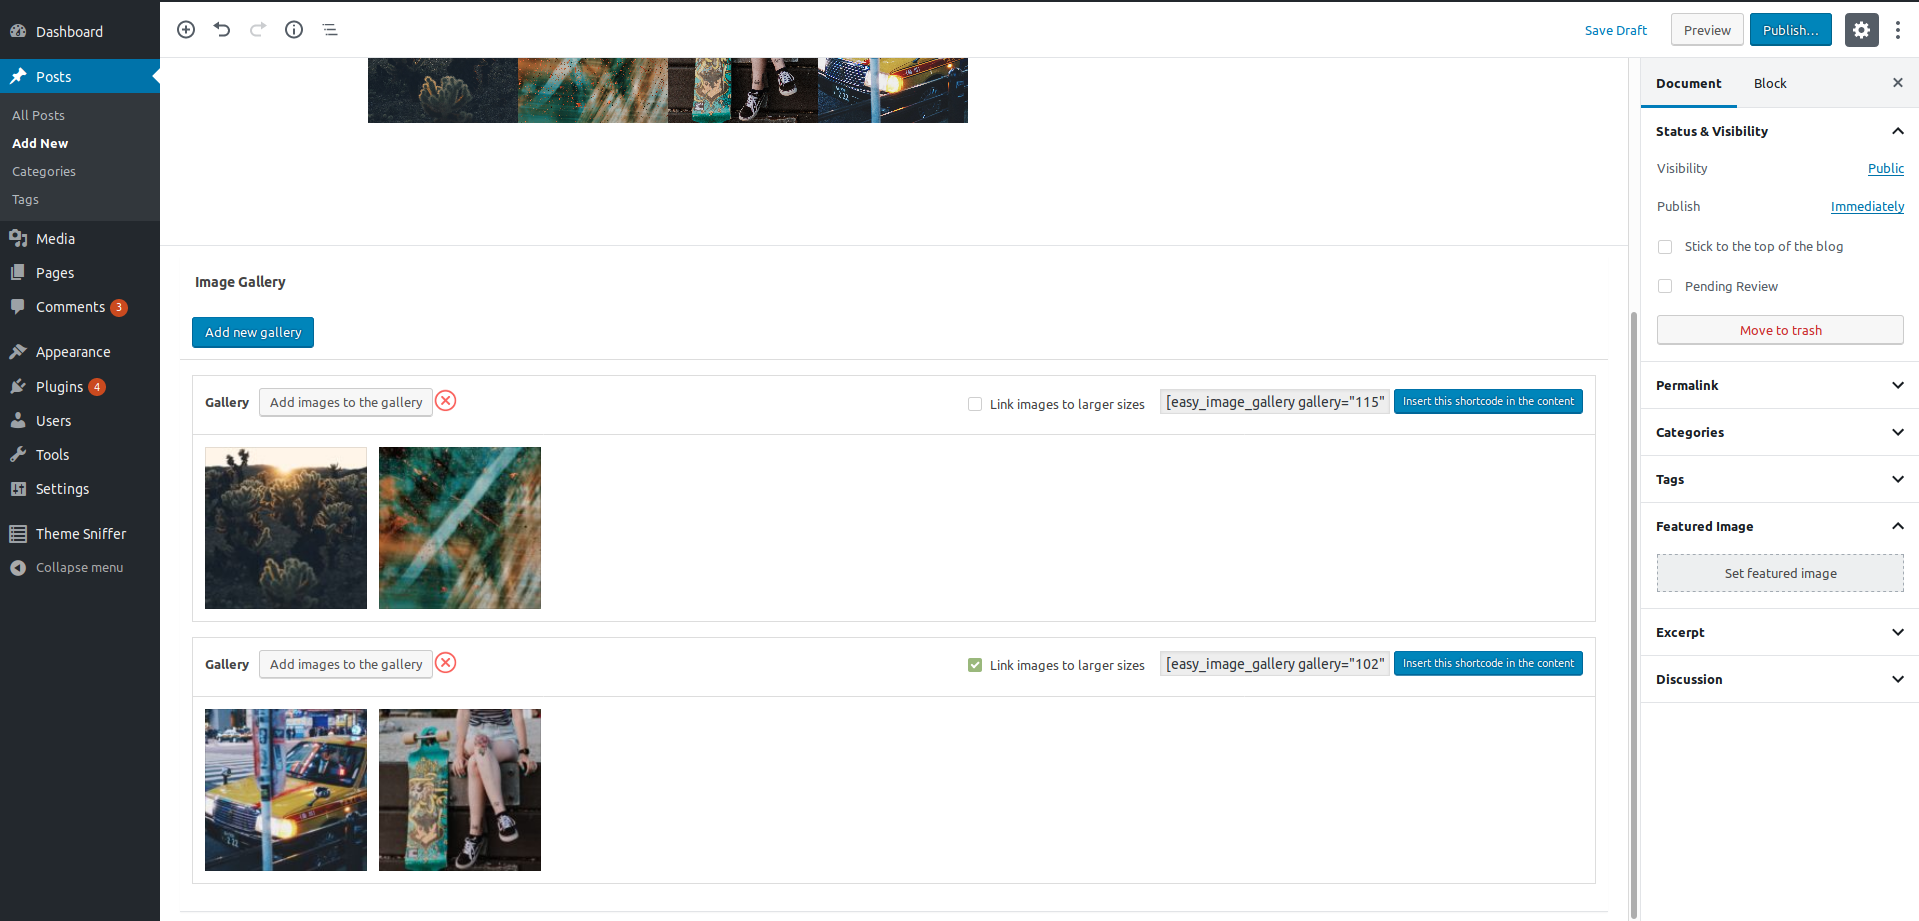 Dashboard
Posts
All Posts
Add New
Categories
Tags
Media
Pages
Comments 3
Appearance
Plugins 4
Users
Tools
Settings
Theme Sniffer
Collapse menu
Save Draft
Preview
Publish...
Image Gallery
Add new gallery
Gallery Add images to the gallery Link images to larger sizes [easy_image_gallery gallery="115" Insert this shortcode in the content
Gallery Add images to the gallery Link images to larger sizes [easy_image_gallery gallery="102" Insert this shortcode in the content
Document Block
Status & Visibility
Visibility Public
Publish Immediately
Stick to the top of the blog
Pending Review
Move to trash
Permalink
Categories
Tags
Featured Image
Set featured image
Excerpt
Discussion